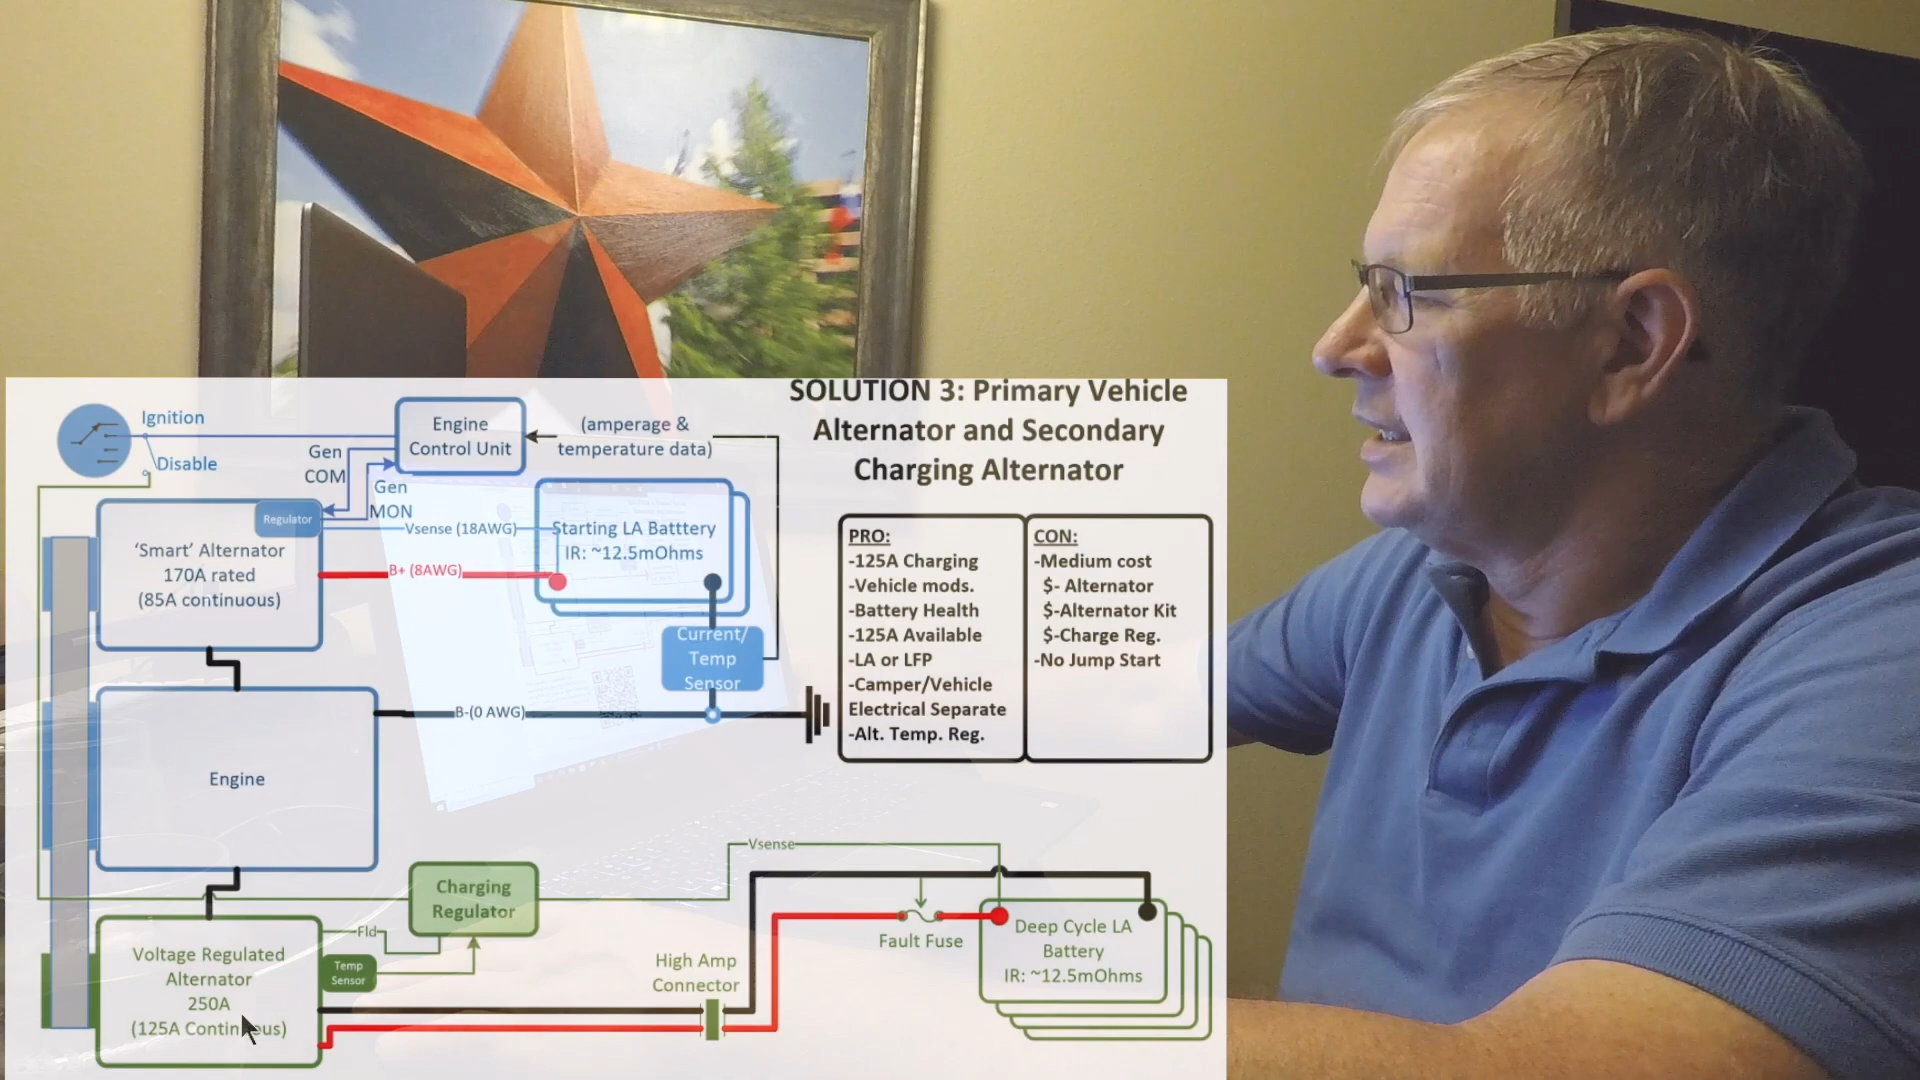 SOLUTION 3: Primary Vehicle
Alternator and Secondary
Charging Alternator
Ignition
Disable
Engine
Control Unit
(amperage &
temperature data)
Gen
COM
Gen
MON
Regulator
Vsense (18AWG)
‘Smart’ Alternator
170A rated
(85A continuous)
B+ (8AWG)
Starting LA Batttery
IR: ~12.5mOhms
Current/
Temp
Sensor
B-(0 AWG)
Engine
PRO:
-125A Charging
-Vehicle mods.
-Battery Health
-125A Available
-LA or LFP
-Camper/Vehicle
Electrical Separate
-Alt. Temp. Reg.
CON:
-Medium cost
$- Alternator
$-Alternator Kit
$-Charge Reg.
-No Jump Start
Vsense
Charging
Regulator
Fld
Temp
Sensor
Voltage Regulated
Alternator
250A
(125A Continuous)
High Amp
Connector
Fault Fuse
Deep Cycle LA
Battery
IR: ~12.5mOhms